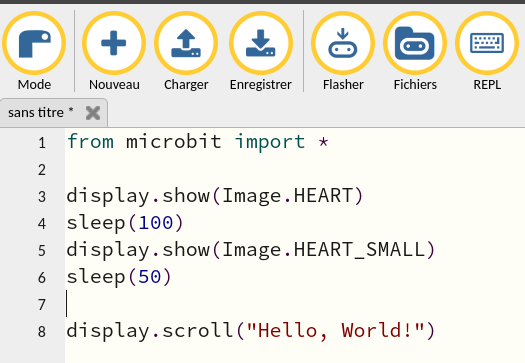 Mode Nouveau Charger Enregistrer Flasher Fichiers REPL
sans titre *
1 from microbit import *
2
3 display.show(Image.HEART)
4 sleep(100)
5 display.show(Image.HEART_SMALL)
6 sleep(50)
7
8 display.scroll("Hello, World!")